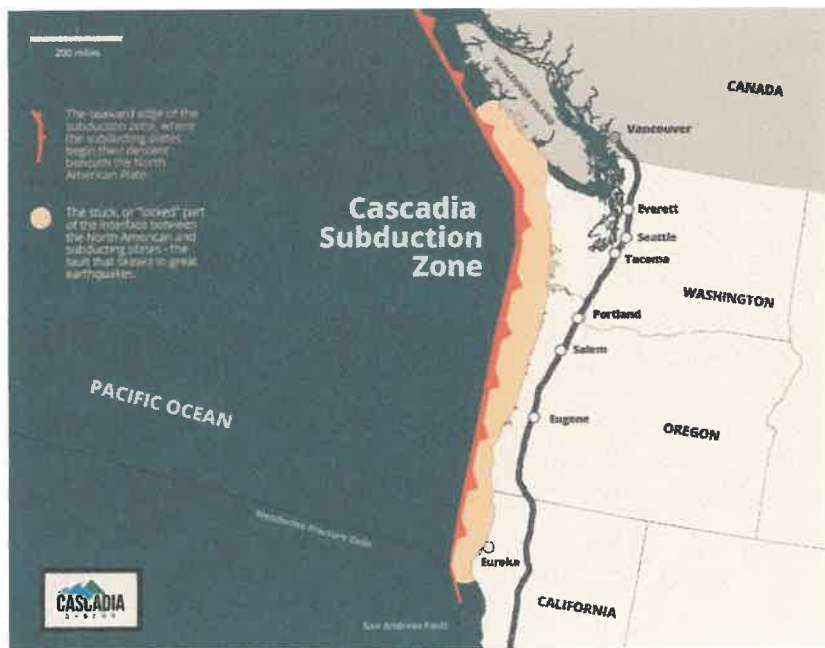 200 miles
The seaward edge of the
subduction zone, where
the subducting plates
begin their descent
beneath the North
American Plate
The stuck, or "locked" part
of the interface between
the North American and
subducting plates - the
fault that breaks in great
earthquakes.
Cascadia
Subduction
Zone
PACIFIC OCEAN
Mendocino Fracture Zone
San Andreas Fault
VANCOUVER ISLAND
CANADA
Vancouver
Everett
Seattle
Tacoma
WASHINGTON
Portland
Salem
Eugene
OREGON
Eureka
CALIFORNIA
CASCADIA